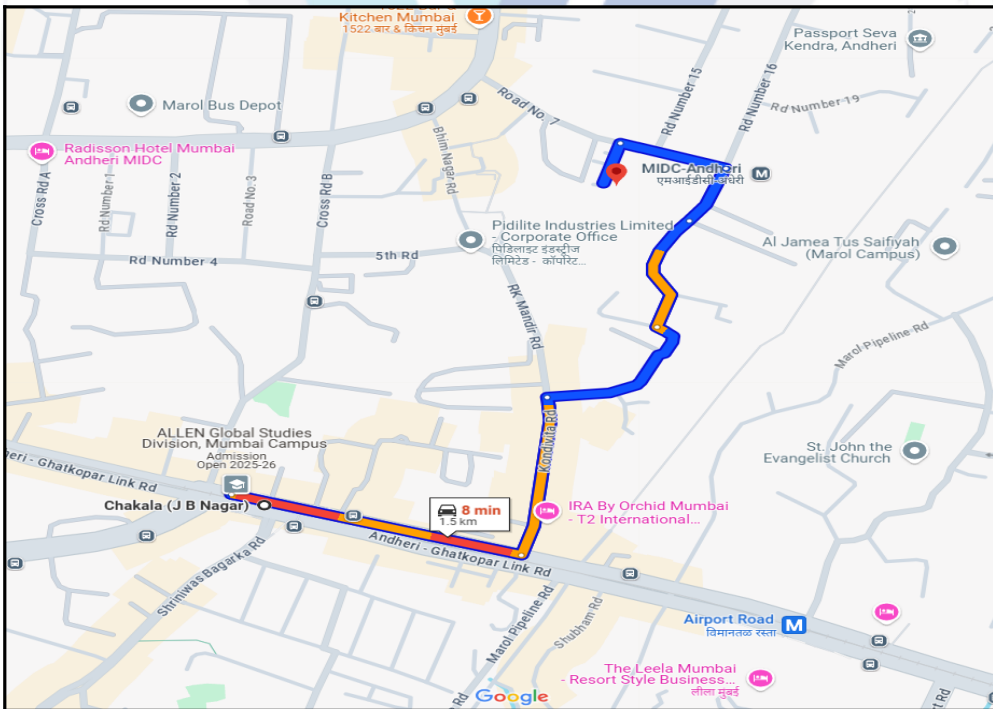 Kitchen Mumbai
1522 बार & किचन मुंबई
Passport Seva
Kendra, Andheri
Marol Bus Depot
Road No. 7
Rd Number 15
Rd Number 16
Rd Number 19
Radisson Hotel Mumbai
Andheri MIDC
Bhim Nagar Rd
MIDC-Andheri
एमआईडीसी-अंधेरी
Cross Rd A
Rd Number 1
Rd Number 2
Road No. 3
Cross Rd B
Pidilite Industries Limited
- Corporate Office
पिडिलाइट इंडस्ट्रीज
लिमिटेड - कॉर्पोरेट...
Al Jamea Tus Saifiyah
(Marol Campus)
Rd Number 4
5th Rd
RK Mandir Rd
Marol Pipeline Rd
ALLEN Global Studies
Division, Mumbai Campus
Admission
Open 2025-26
Kondivita Rd
St. John the
Evangelist Church
eri - Ghatkopar Link Rd
Chakala (J B Nagar)
8 min
1.5 km
IRA By Orchid Mumbai
- T2 International...
Andheri - Ghatkopar Link Rd
Shriniwas Bagarka Rd
Marol Pipeline Rd
Shubham Rd
Airport Road
विमानतळ रस्ता
M
The Leela Mumbai
- Resort Style Business...
लीला मुंबई
Google
Rd
rt Rd